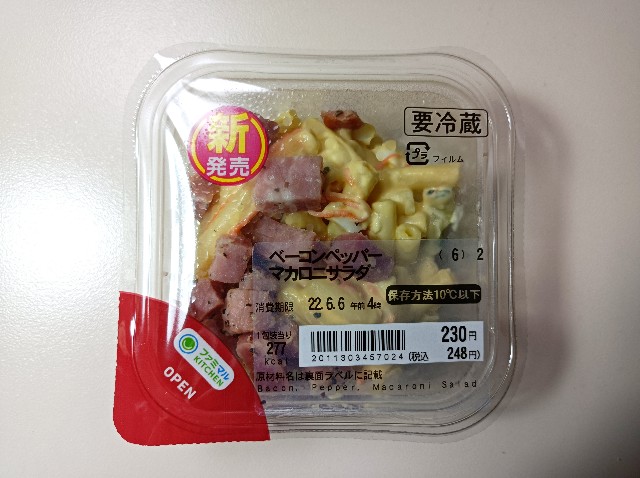 新
発売
要冷蔵
プラ フィルム
ベーコンペッパー
マカロニサラダ
〈6〉2
消費期限 22.6.6 午前4時
保存方法10℃以下
1包装当り
277
kcal
2011303457024
230円
(税込 248円)
原材料名は裏面ラベルに記載
Bacon, Pepper, Macaroni Salad
ファミマル
KITCHEN
OPEN